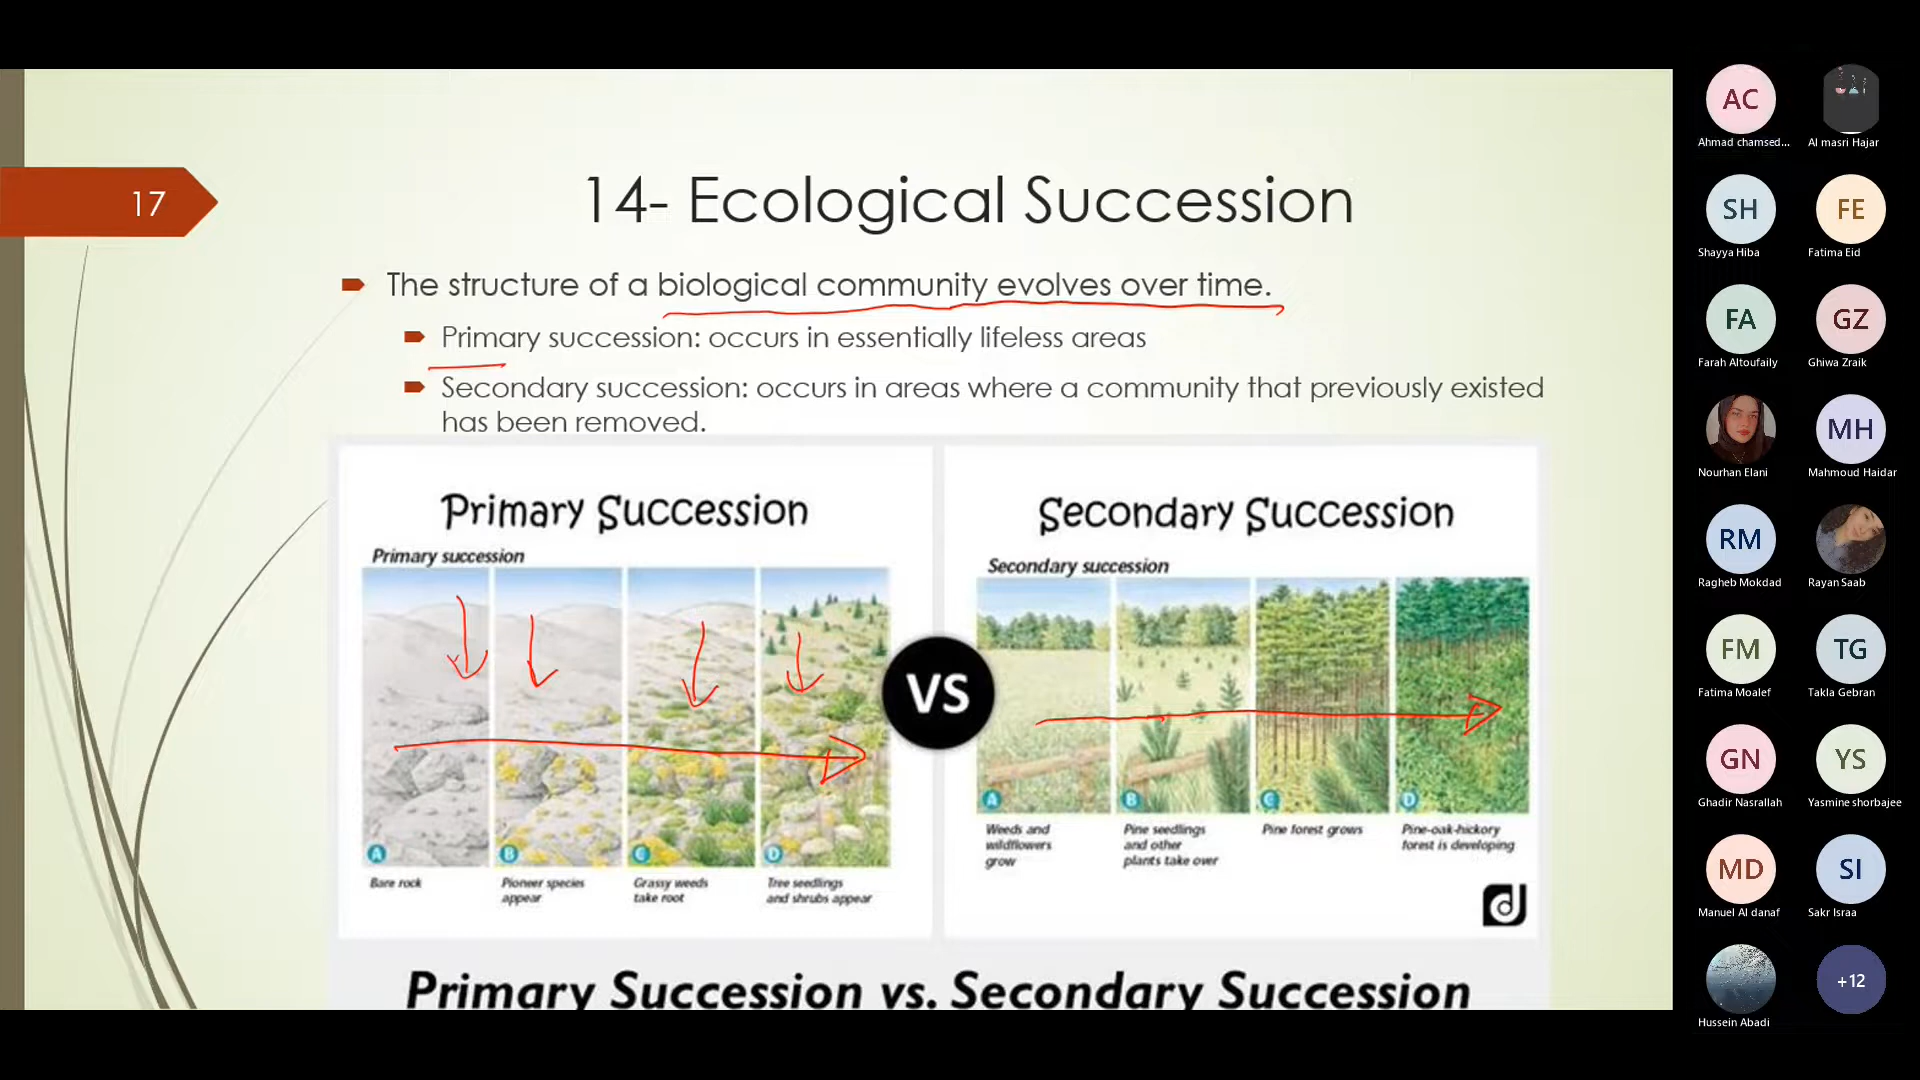 17
14- Ecological Succession
The structure of a biological community evolves over time.
Primary succession: occurs in essentially lifeless areas
Secondary succession: occurs in areas where a community that previously existed
has been removed.
Primary Succession
Primary succession
A
B
C
D
Bare rock
Pioneer species
appear
Grassy weeds
take root
Tree seedlings
and shrubs appear
VS
Secondary Succession
Secondary succession
A
B
C
D
Weeds and
wildflowers
grow
Pine seedlings
and other
plants take over
Pine forest grows
Pine-oak-hickory
forest is developing
d
Primary Succession vs. Secondary Succession
AC
Ahmad chamsed...
Al masri Hajar
SH
Shayya Hiba
FE
Fatima Eid
FA
Farah Altoufaily
GZ
Ghiwa Zraik
Nourhan Elani
MH
Mahmoud Haidar
RM
Ragheb Mokdad
Rayan Saab
FM
Fatima Moalef
TG
Takla Gebran
GN
Ghadir Nasrallah
YS
Yasmine shorbajee
MD
Manuel Al danaf
SI
Sakr Israa
Hussein Abadi
+12